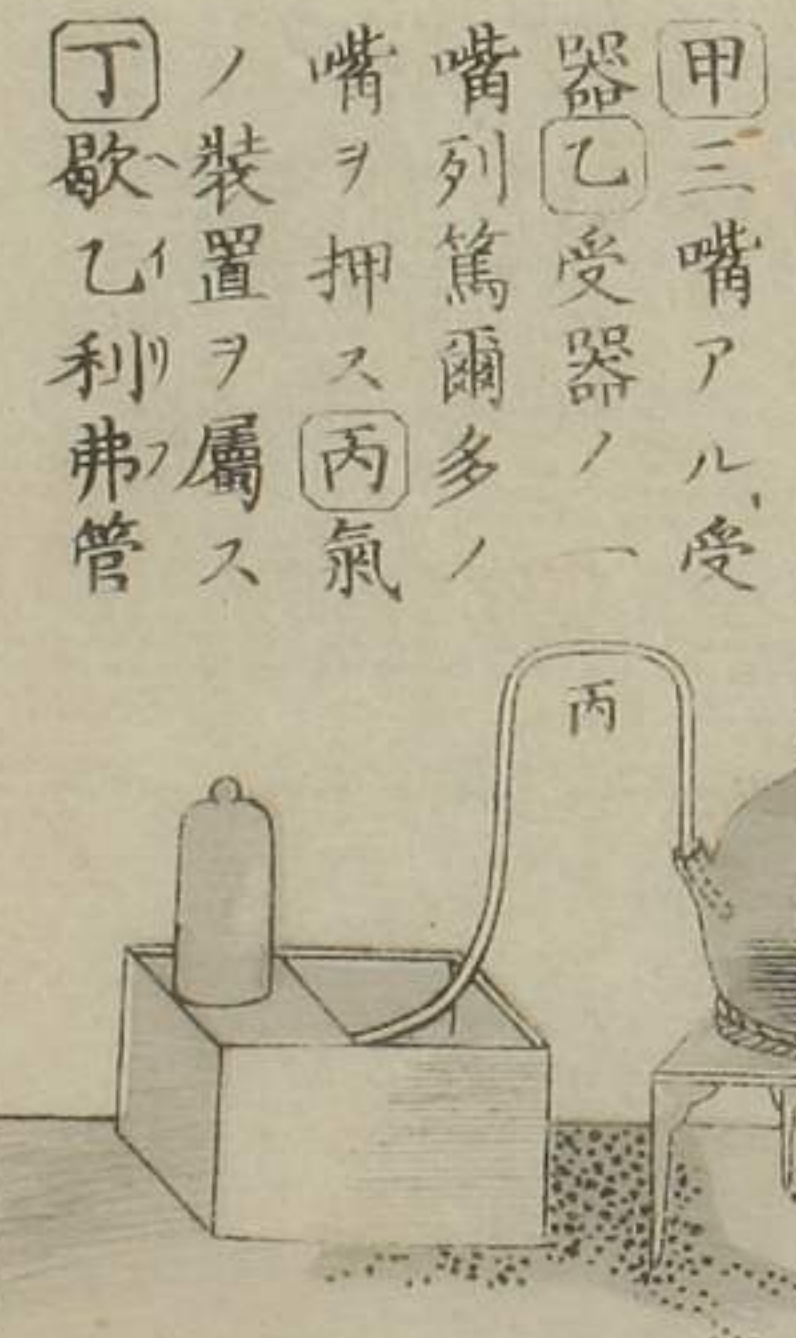 甲三嘴アル受
器乙受器ノ一
嘴列篤爾多ノ
嘴ヲ押ス丙氣
ノ裝置ヲ屬ス
丁歇乙利弗管
ヘイリフ
丙